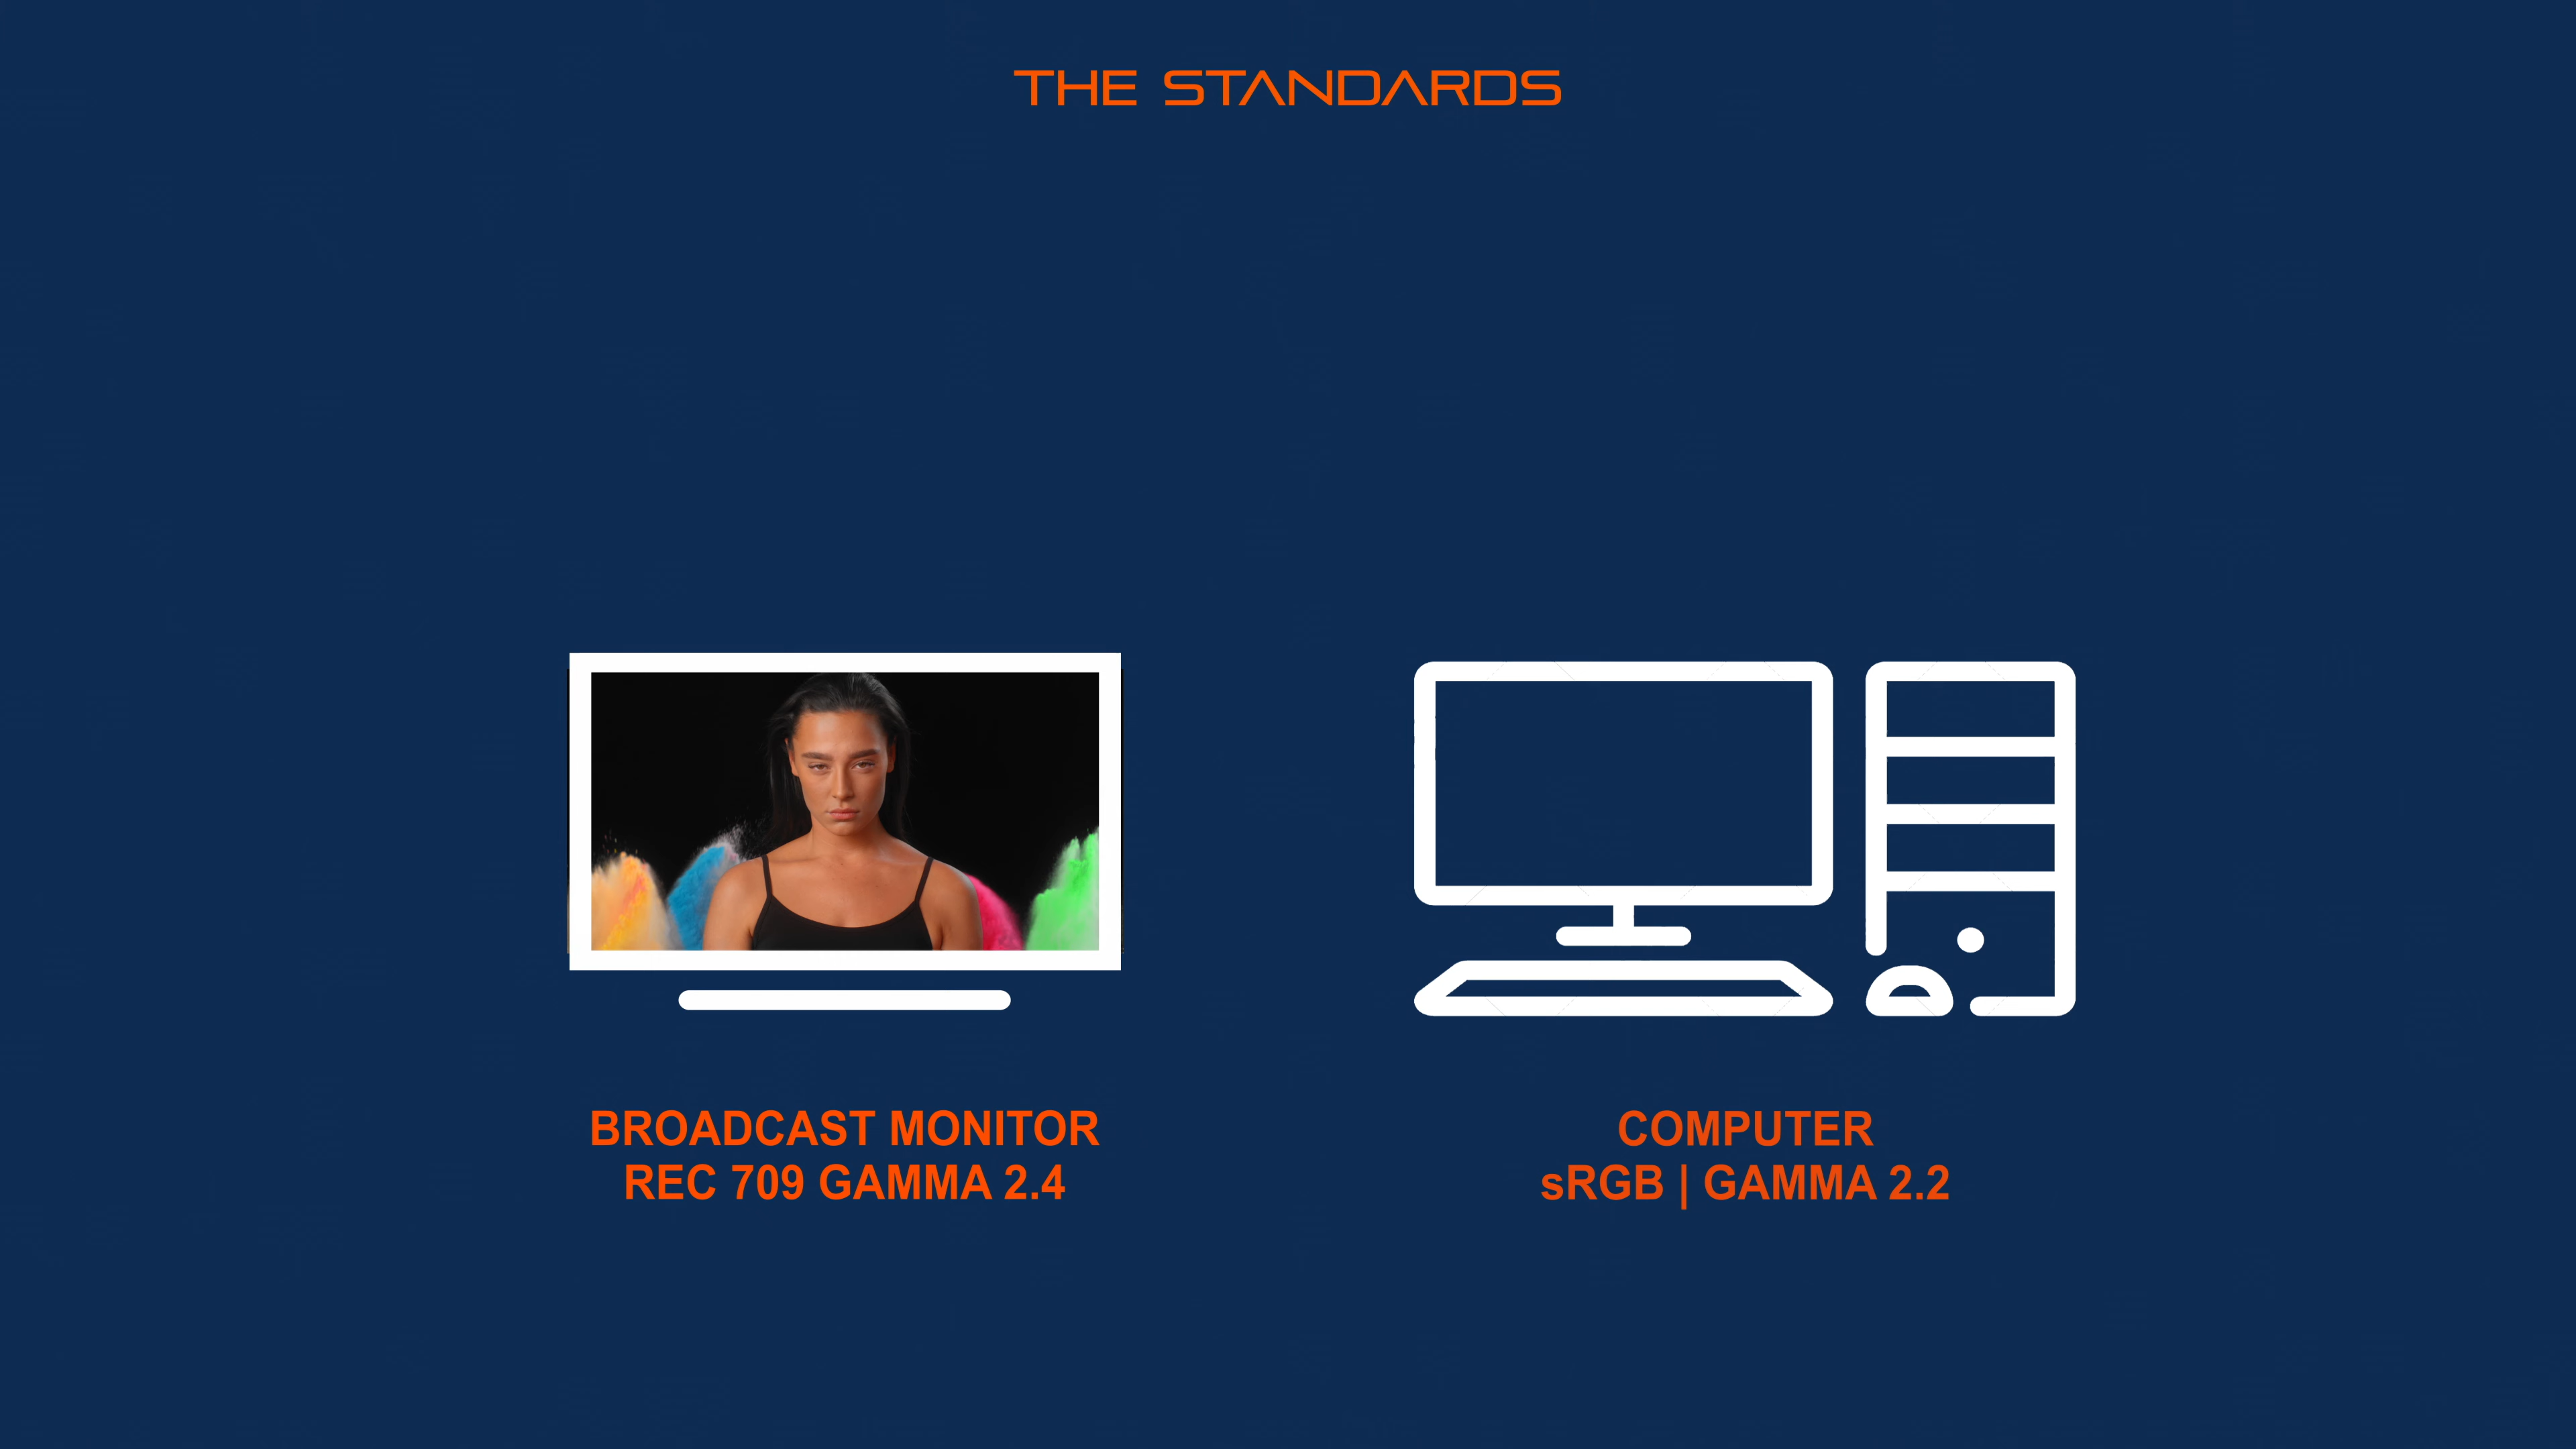 THE STANDARDS
BROADCAST MONITOR
REC 709 GAMMA 2.4
COMPUTER
sRGB | GAMMA 2.2